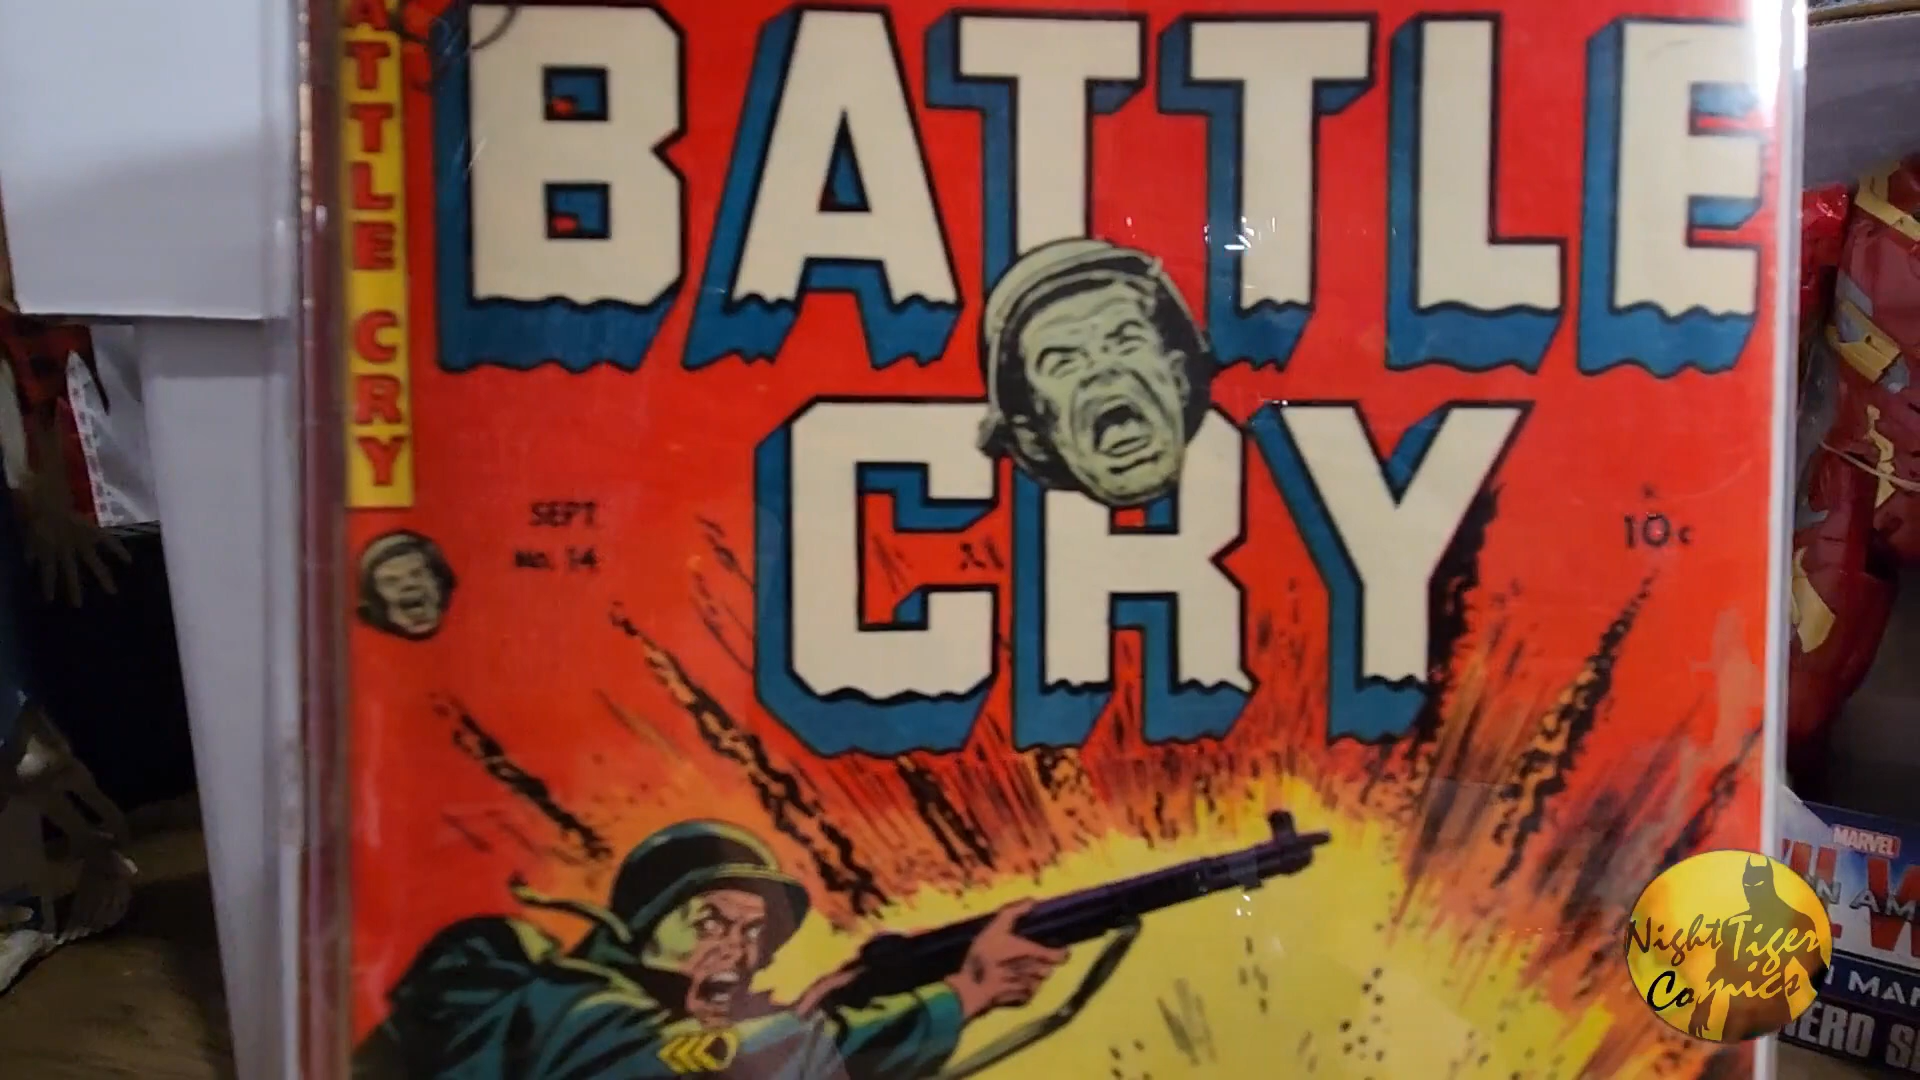 BATTLE CRY
BATTLE
CRY
SEPT.
No. 14
10¢
MARVEL
Night Tiger
Comics